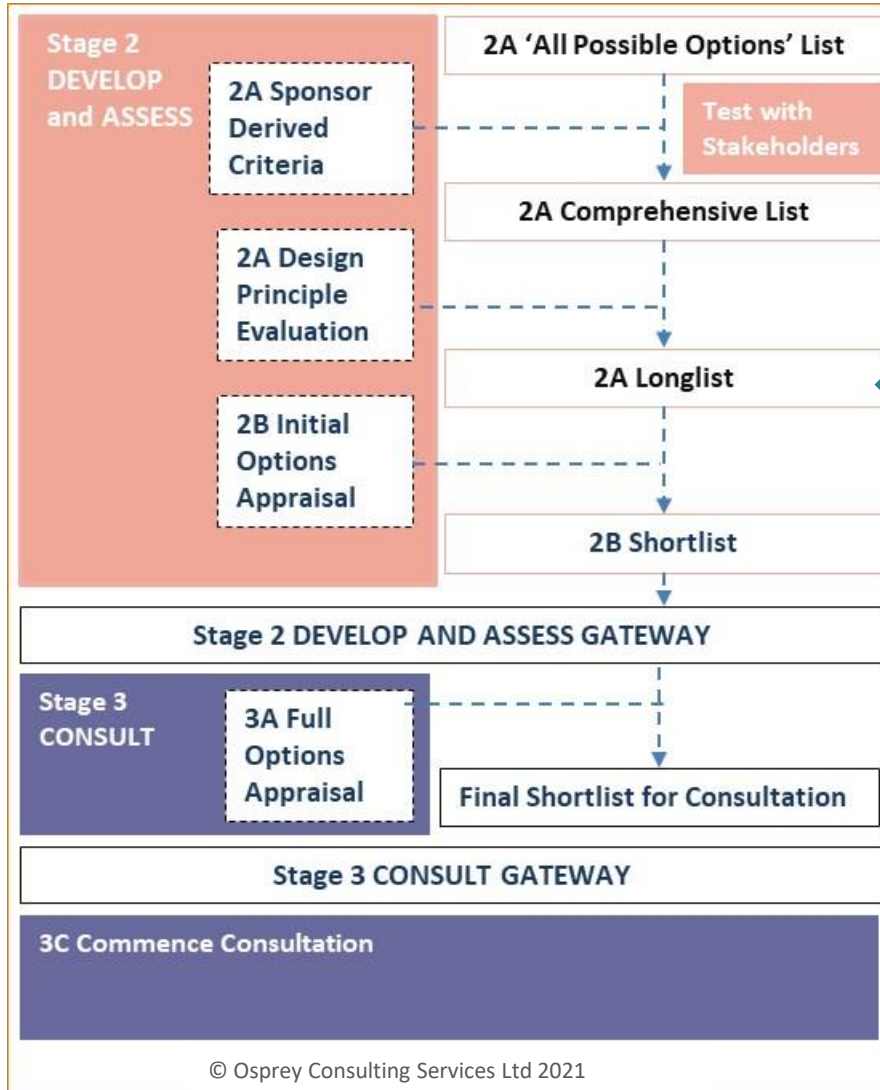 Stage 2
DEVELOP
and ASSESS
2A ‘All Possible Options’ List
2A Sponsor
Derived
Criteria
Test with
Stakeholders
2A Comprehensive List
2A Design
Principle
Evaluation
2A Longlist
2B Initial
Options
Appraisal
2B Shortlist
Stage 2 DEVELOP AND ASSESS GATEWAY
Stage 3
CONSULT
3A Full
Options
Appraisal
Final Shortlist for Consultation
Stage 3 CONSULT GATEWAY
3C Commence Consultation
© Osprey Consulting Services Ltd 2021